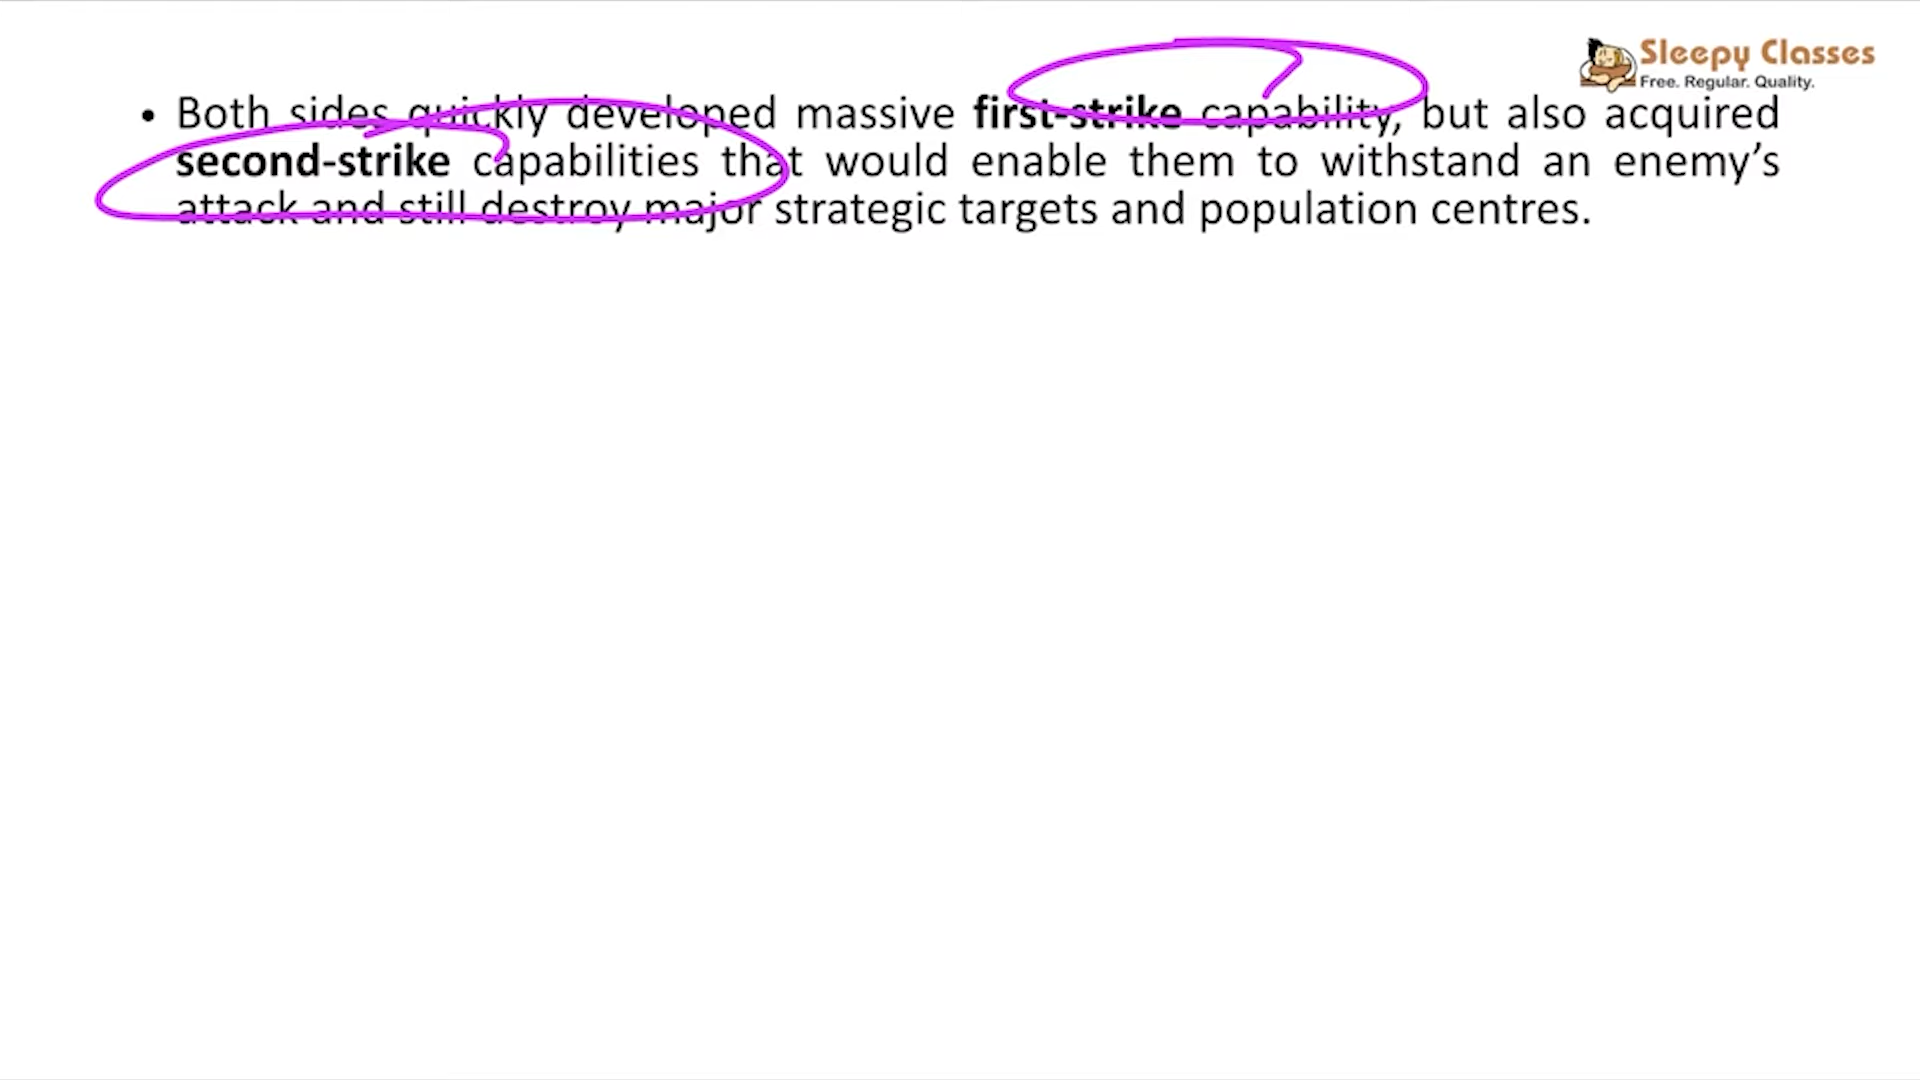 Sleepy Classes
Free. Regular. Quality.
• Both sides quickly developed massive first-strike capability, but also acquired
second-strike capabilities that would enable them to withstand an enemy’s
attack and still destroy major strategic targets and population centres.